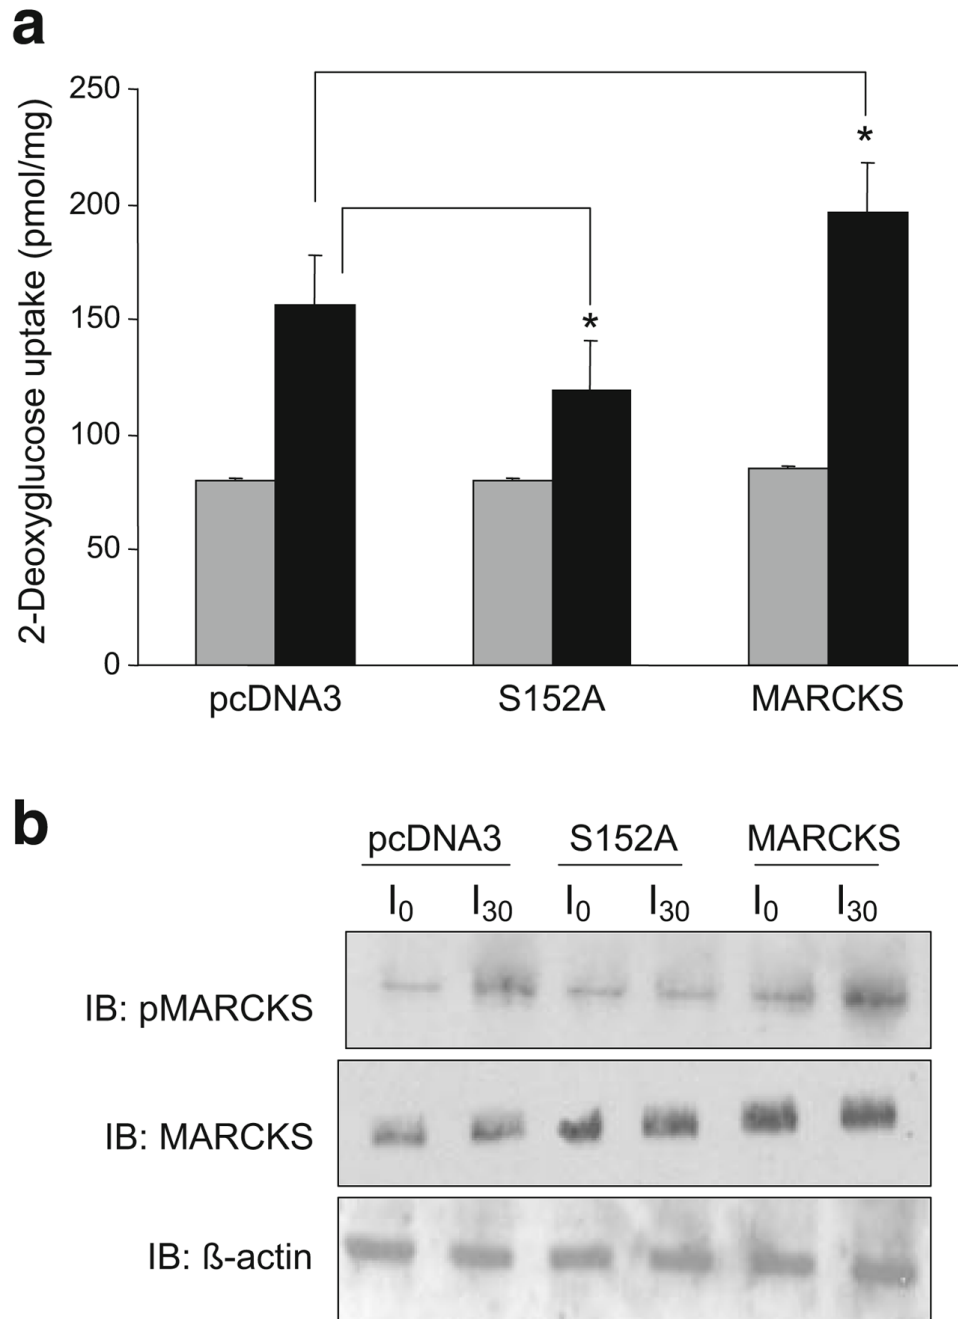 a
2-Deoxyglucose uptake (pmol/mg)
250
200
150
100
50
0
*
*
pcDNA3 S152A MARCKS
b
pcDNA3 S152A MARCKS
I0 I30 I0 I30 I0 I30
IB: pMARCKS
IB: MARCKS
IB: ß-actin